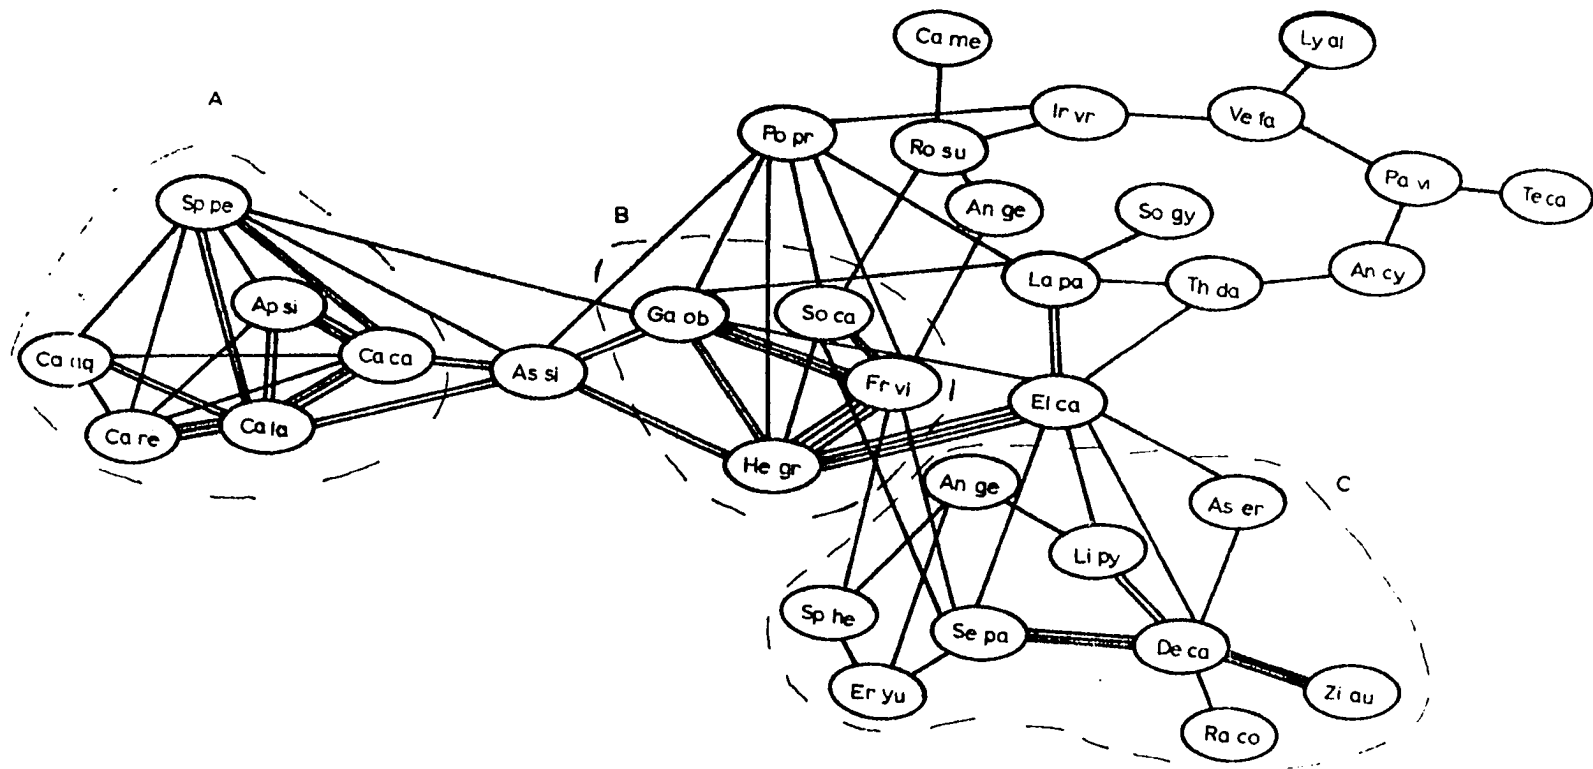 Ca me
Ly al
A
Po pr
Ir vr
Ve fa
Ro su
Pa vi
Te ca
Sp pe
B
An ge
So gy
Ap si
Ga ob
So ca
La pa
Th da
An cy
Ca ca
As si
Fr vi
El ca
Ca re
Ca la
He gr
An ge
C
As er
Li py
Sp he
Se pa
De ca
Er yu
Zi au
Ra co